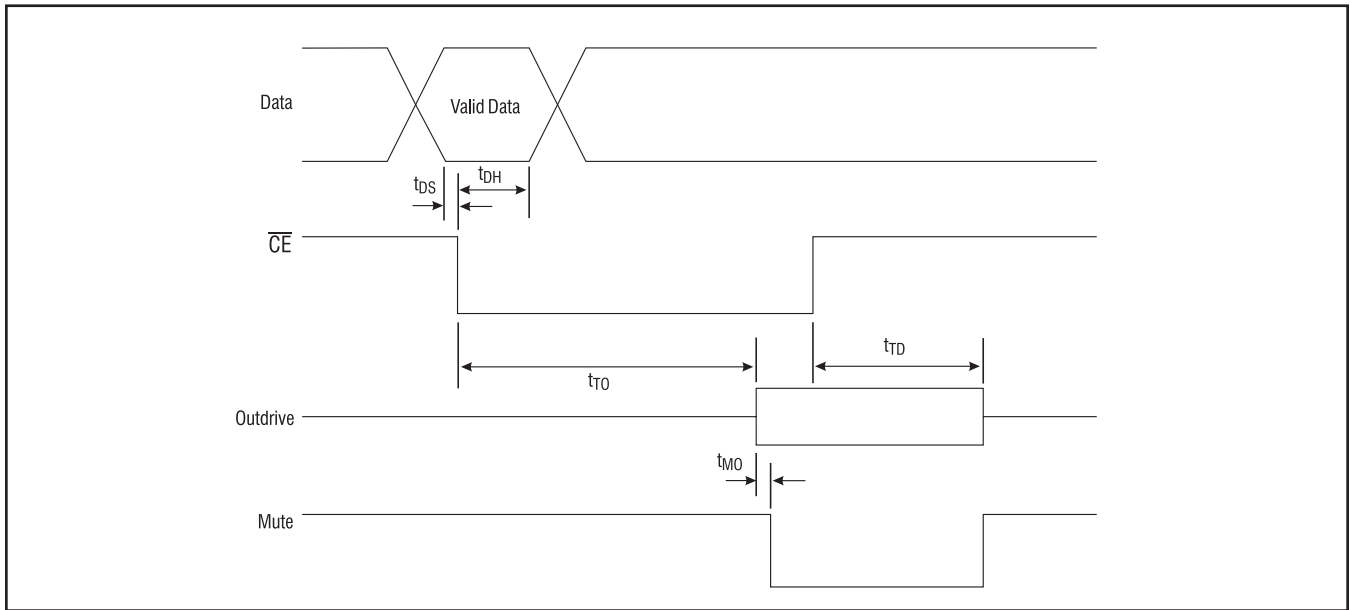 Data
Valid Data
tDS
tDH
CE
tTD
tTO
Outdrive
tMO
Mute